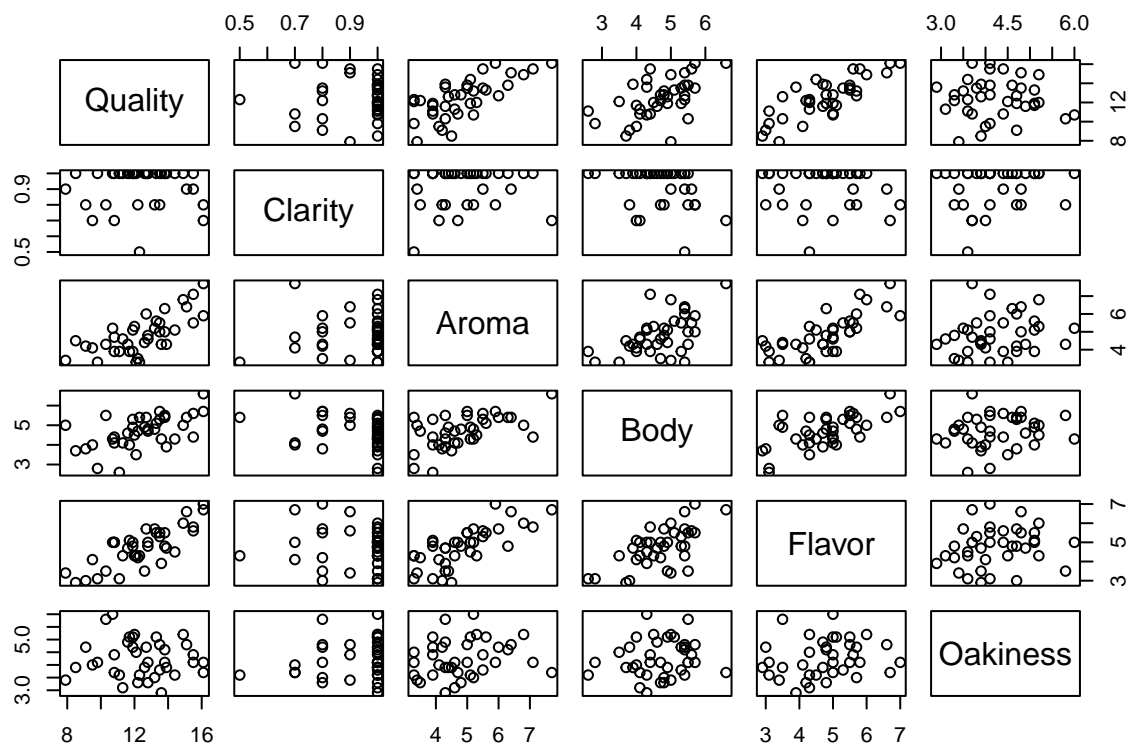 0.5 0.7 0.9 3 4 5 6 3.0 4.5 6.0
Quality 8 12
0.5 0.9 Clarity
Aroma 4 6
3 5 Body
Flavor 3 5 7
3.0 5.0 Oakiness
8 12 16 4 5 6 7 3 4 5 6 7